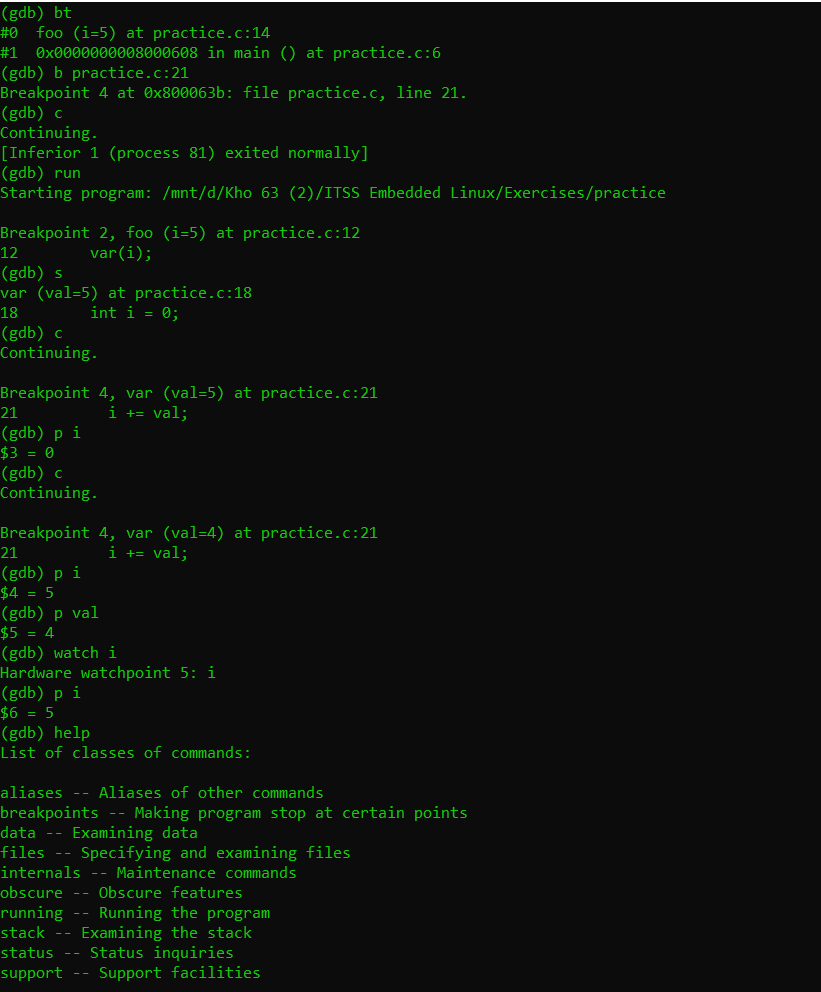 (gdb) bt
#0  foo (i=5) at practice.c:14
#1  0x0000000008000608 in main () at practice.c:6
(gdb) b practice.c:21
Breakpoint 4 at 0x800063b: file practice.c, line 21.
(gdb) c
Continuing.
[Inferior 1 (process 81) exited normally]
(gdb) run
Starting program: /mnt/d/Kho 63 (2)/ITSS Embedded Linux/Exercises/practice

Breakpoint 2, foo (i=5) at practice.c:12
12        var(i);
(gdb) s
var (val=5) at practice.c:18
18        int i = 0;
(gdb) c
Continuing.

Breakpoint 4, var (val=5) at practice.c:21
21          i += val;
(gdb) p i
$3 = 0
(gdb) c
Continuing.

Breakpoint 4, var (val=4) at practice.c:21
21          i += val;
(gdb) p i
$4 = 5
(gdb) p val
$5 = 4
(gdb) watch i
Hardware watchpoint 5: i
(gdb) p i
$6 = 5
(gdb) help
List of classes of commands:

aliases -- Aliases of other commands
breakpoints -- Making program stop at certain points
data -- Examining data
files -- Specifying and examining files
internals -- Maintenance commands
obscure -- Obscure features
running -- Running the program
stack -- Examining the stack
status -- Status inquiries
support -- Support facilities